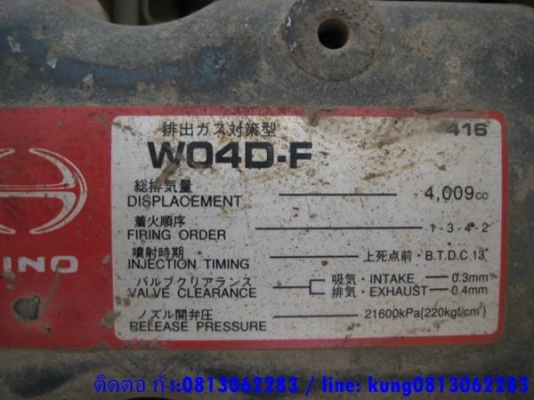 排出ガス対策型
416
W04D-F
総排気量
DISPLACEMENT 4,009cc
着火順序
FIRING ORDER 1-3-4-2
噴射時期
INJECTION TIMING 上死点前・B.T.D.C 13°
バルブクリアランス
VALVE CLEARANCE
吸気・INTAKE 0.3mm
排気・EXHAUST 0.4mm
ノズル開弁圧
RELEASE PRESSURE 21600kPa(220kgf/cm²)
INO
ติดต่อ กุ้ง:0813062283 / line: kung0813062283